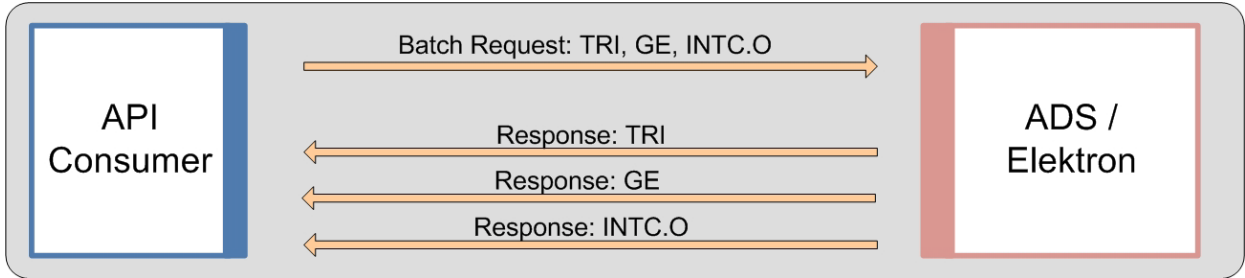 API
Consumer
Batch Request: TRI, GE, INTC.O
Response: TRI
Response: GE
Response: INTC.O
ADS /
Elektron